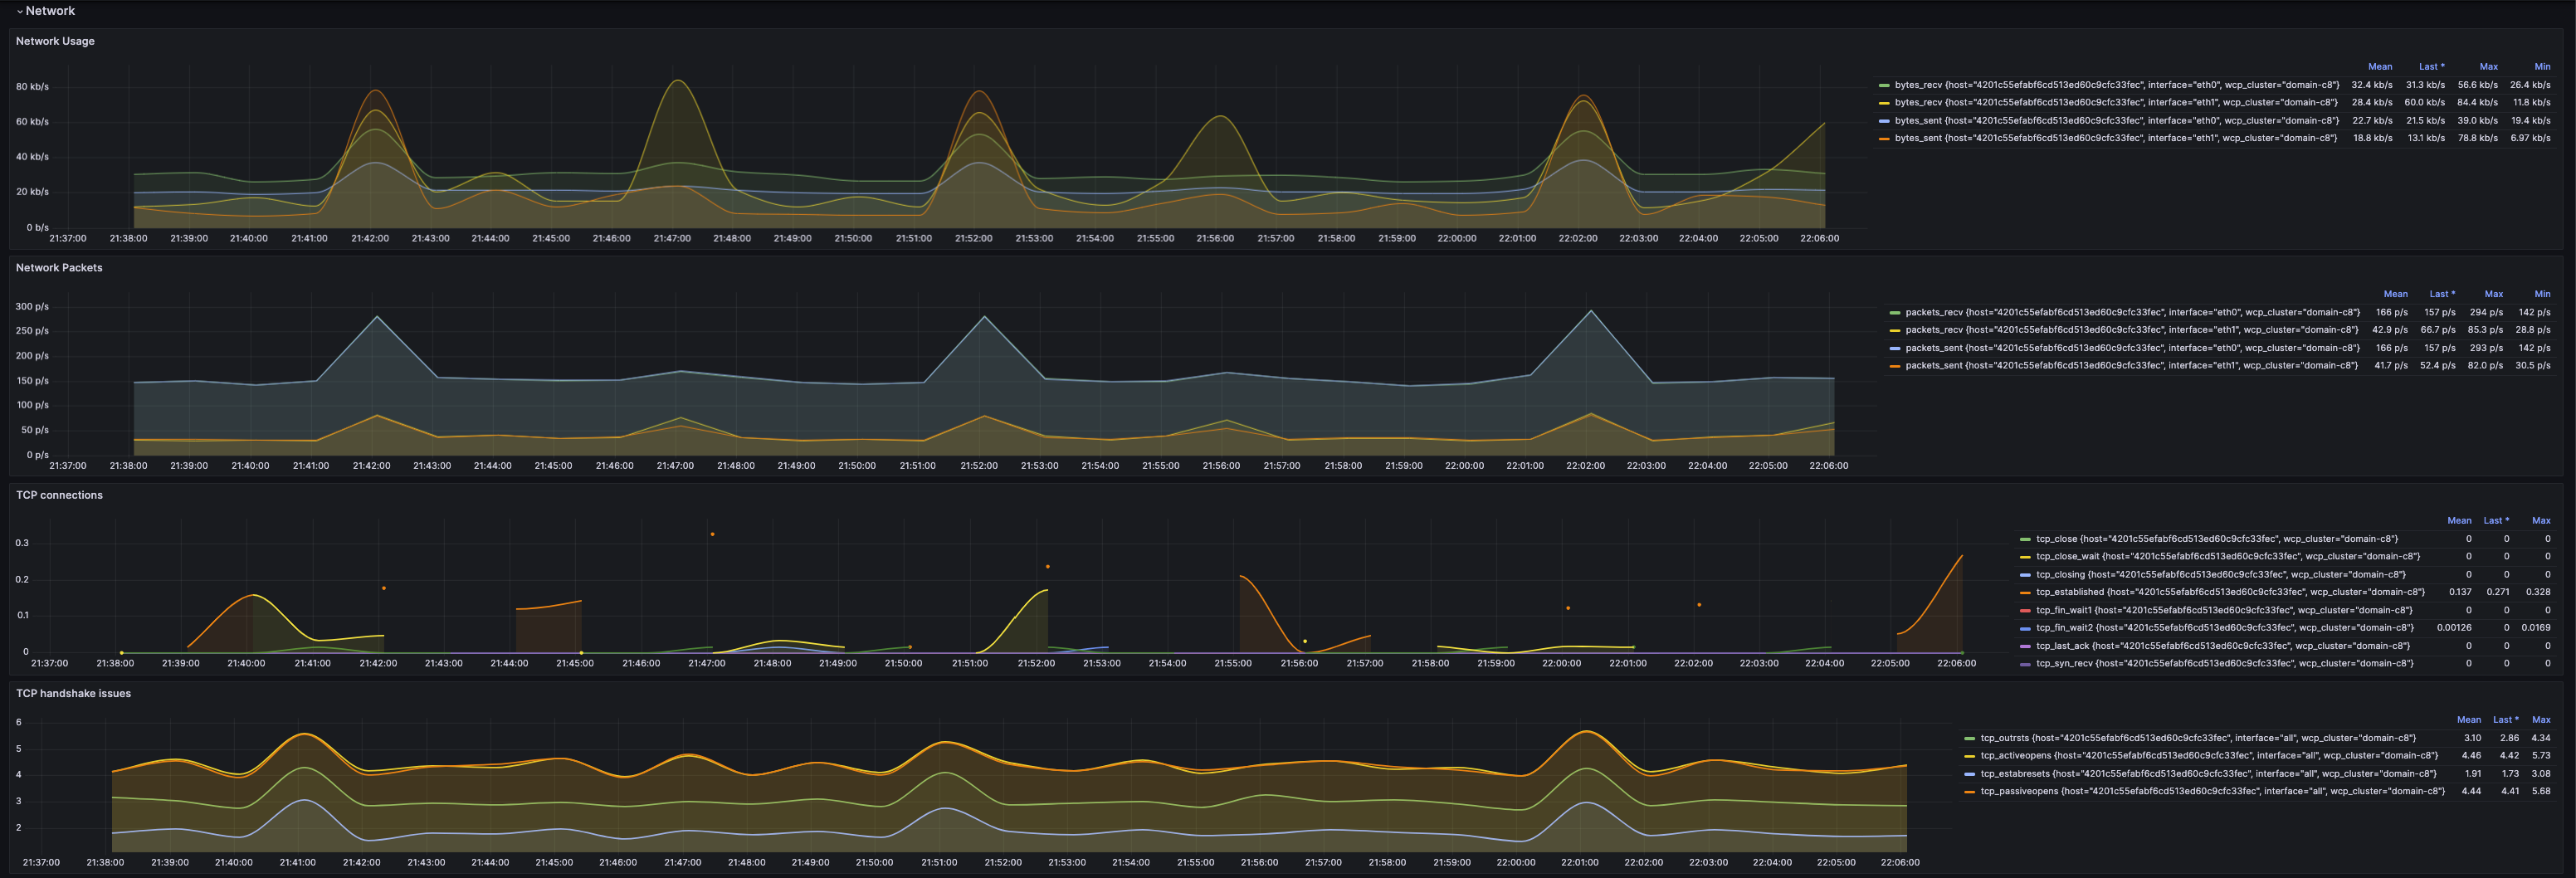 Network
Network Usage
Mean Last * Max Min
80 kb/s
60 kb/s
40 kb/s
20 kb/s
0 b/s
bytes_recv {host="4201c55efabf6cd513ed60c9cfc33fec", interface="eth0", wcp_cluster="domain-c8"} 32.4 kb/s 31.3 kb/s 56.6 kb/s 26.4 kb/s
bytes_recv {host="4201c55efabf6cd513ed60c9cfc33fec", interface="eth1", wcp_cluster="domain-c8"} 28.4 kb/s 60.0 kb/s 84.4 kb/s 11.8 kb/s
bytes_sent {host="4201c55efabf6cd513ed60c9cfc33fec", interface="eth0", wcp_cluster="domain-c8"} 22.7 kb/s 21.5 kb/s 39.0 kb/s 19.4 kb/s
bytes_sent {host="4201c55efabf6cd513ed60c9cfc33fec", interface="eth1", wcp_cluster="domain-c8"} 18.8 kb/s 13.1 kb/s 78.8 kb/s 6.97 kb/s
21:37:00 21:38:00 21:39:00 21:40:00 21:41:00 21:42:00 21:43:00 21:44:00 21:45:00 21:46:00 21:47:00 21:48:00 21:49:00 21:50:00 21:51:00 21:52:00 21:53:00 21:54:00 21:55:00 21:56:00 21:57:00 21:58:00 21:59:00 22:00:00 22:01:00 22:02:00 22:03:00 22:04:00 22:05:00 22:06:00
Network Packets
Mean Last * Max Min
300 p/s
250 p/s
200 p/s
150 p/s
100 p/s
50 p/s
0 p/s
packets_recv {host="4201c55efabf6cd513ed60c9cfc33fec", interface="eth0", wcp_cluster="domain-c8"} 166 p/s 157 p/s 294 p/s 142 p/s
packets_recv {host="4201c55efabf6cd513ed60c9cfc33fec", interface="eth1", wcp_cluster="domain-c8"} 42.9 p/s 66.7 p/s 85.3 p/s 28.8 p/s
packets_sent {host="4201c55efabf6cd513ed60c9cfc33fec", interface="eth0", wcp_cluster="domain-c8"} 166 p/s 157 p/s 293 p/s 142 p/s
packets_sent {host="4201c55efabf6cd513ed60c9cfc33fec", interface="eth1", wcp_cluster="domain-c8"} 41.7 p/s 52.4 p/s 82.0 p/s 30.5 p/s
21:37:00 21:38:00 21:39:00 21:40:00 21:41:00 21:42:00 21:43:00 21:44:00 21:45:00 21:46:00 21:47:00 21:48:00 21:49:00 21:50:00 21:51:00 21:52:00 21:53:00 21:54:00 21:55:00 21:56:00 21:57:00 21:58:00 21:59:00 22:00:00 22:01:00 22:02:00 22:03:00 22:04:00 22:05:00 22:06:00
TCP connections
Mean Last * Max
0.3
0.2
0.1
0
tcp_close {host="4201c55efabf6cd513ed60c9cfc33fec", wcp_cluster="domain-c8"} 0 0 0
tcp_close_wait {host="4201c55efabf6cd513ed60c9cfc33fec", wcp_cluster="domain-c8"} 0 0 0
tcp_closing {host="4201c55efabf6cd513ed60c9cfc33fec", wcp_cluster="domain-c8"} 0 0 0
tcp_established {host="4201c55efabf6cd513ed60c9cfc33fec", wcp_cluster="domain-c8"} 0.137 0.271 0.328
tcp_fin_wait1 {host="4201c55efabf6cd513ed60c9cfc33fec", wcp_cluster="domain-c8"} 0 0 0
tcp_fin_wait2 {host="4201c55efabf6cd513ed60c9cfc33fec", wcp_cluster="domain-c8"} 0.00126 0 0.0169
tcp_last_ack {host="4201c55efabf6cd513ed60c9cfc33fec", wcp_cluster="domain-c8"} 0 0 0
tcp_syn_recv {host="4201c55efabf6cd513ed60c9cfc33fec", wcp_cluster="domain-c8"} 0 0 0
21:37:00 21:38:00 21:39:00 21:40:00 21:41:00 21:42:00 21:43:00 21:44:00 21:45:00 21:46:00 21:47:00 21:48:00 21:49:00 21:50:00 21:51:00 21:52:00 21:53:00 21:54:00 21:55:00 21:56:00 21:57:00 21:58:00 21:59:00 22:00:00 22:01:00 22:02:00 22:03:00 22:04:00 22:05:00 22:06:00
TCP handshake issues
Mean Last * Max
6
5
4
3
2
tcp_outrsts {host="4201c55efabf6cd513ed60c9cfc33fec", interface="all", wcp_cluster="domain-c8"} 3.10 2.86 4.34
tcp_activeopens {host="4201c55efabf6cd513ed60c9cfc33fec", interface="all", wcp_cluster="domain-c8"} 4.46 4.42 5.73
tcp_estabresets {host="4201c55efabf6cd513ed60c9cfc33fec", interface="all", wcp_cluster="domain-c8"} 1.91 1.73 3.08
tcp_passiveopens {host="4201c55efabf6cd513ed60c9cfc33fec", interface="all", wcp_cluster="domain-c8"} 4.44 4.41 5.68
21:37:00 21:38:00 21:39:00 21:40:00 21:41:00 21:42:00 21:43:00 21:44:00 21:45:00 21:46:00 21:47:00 21:48:00 21:49:00 21:50:00 21:51:00 21:52:00 21:53:00 21:54:00 21:55:00 21:56:00 21:57:00 21:58:00 21:59:00 22:00:00 22:01:00 22:02:00 22:03:00 22:04:00 22:05:00 22:06:00